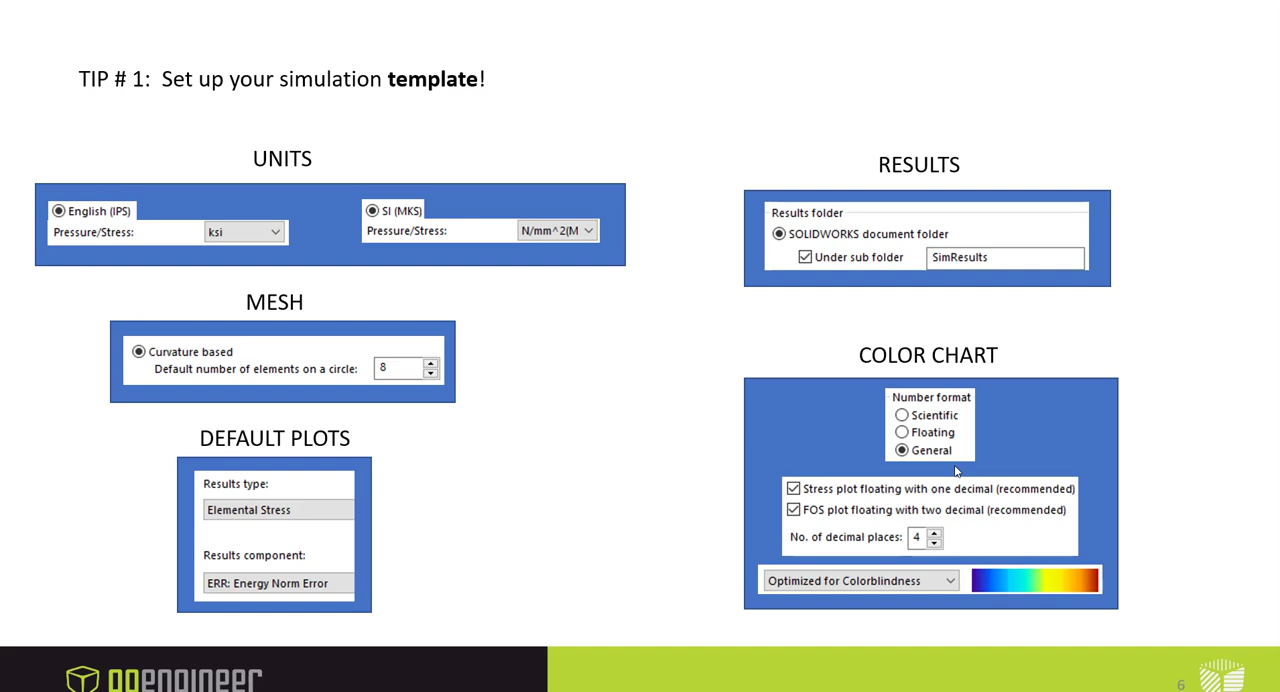 TIP # 1: Set up your simulation template!
UNITS
English (IPS)
Pressure/Stress: ksi
SI (MKS)
Pressure/Stress: N/mm^2(M
MESH
Curvature based
Default number of elements on a circle: 8
DEFAULT PLOTS
Results type:
Elemental Stress
Results component:
ERR: Energy Norm Error
RESULTS
Results folder
SOLIDWORKS document folder
Under sub folder SimResults
COLOR CHART
Number format
Scientific
Floating
General
Stress plot floating with one decimal (recommended)
FOS plot floating with two decimal (recommended)
No. of decimal places: 4
Optimized for Colorblindness
goengineer
6